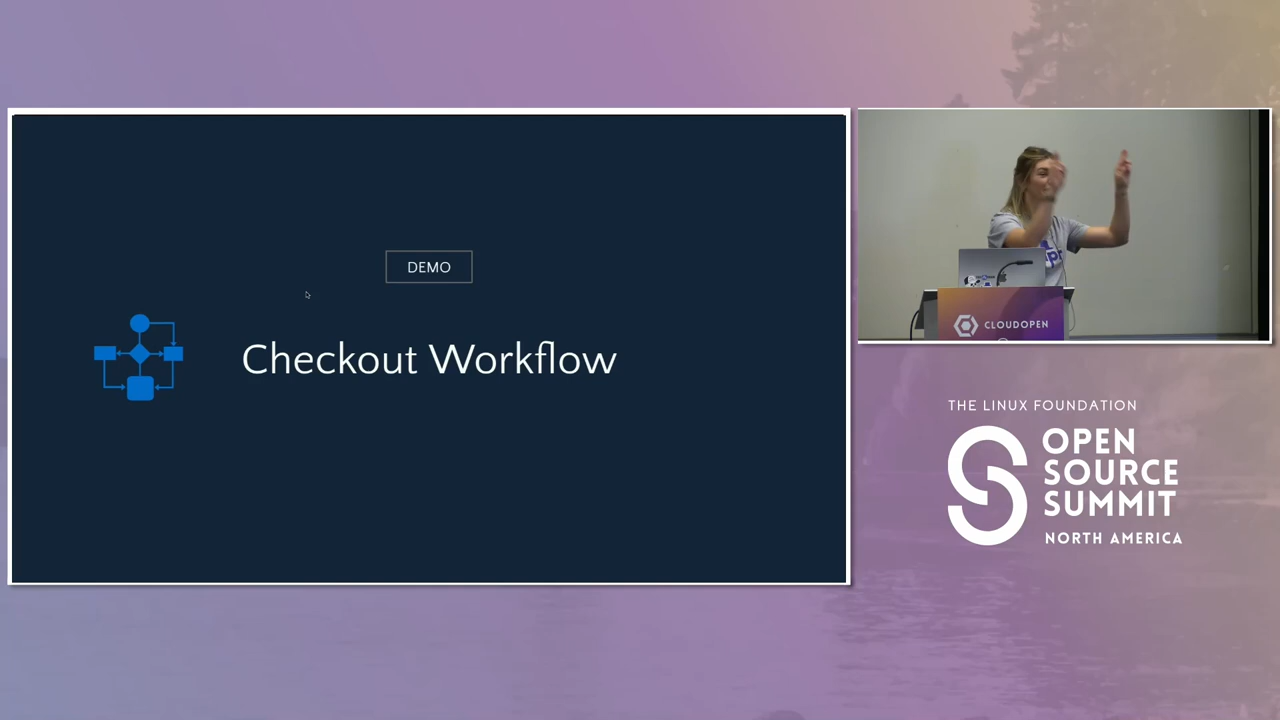 DEMO
Checkout Workflow
CLOUDOPEN
THE LINUX FOUNDATION
OPEN
SOURCE
SUMMIT
NORTH AMERICA